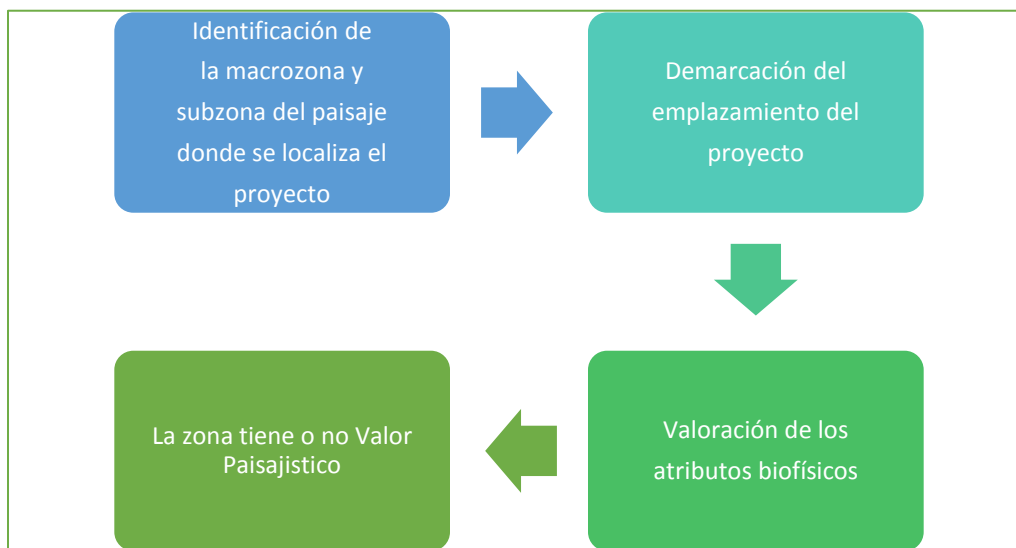 Identificación de
la macrozona y
subzona del paisaje
donde se localiza el
proyecto
Demarcación del
emplazamiento del
proyecto
Valoración de los
atributos biofísicos
La zona tiene o no Valor
Paisajistico